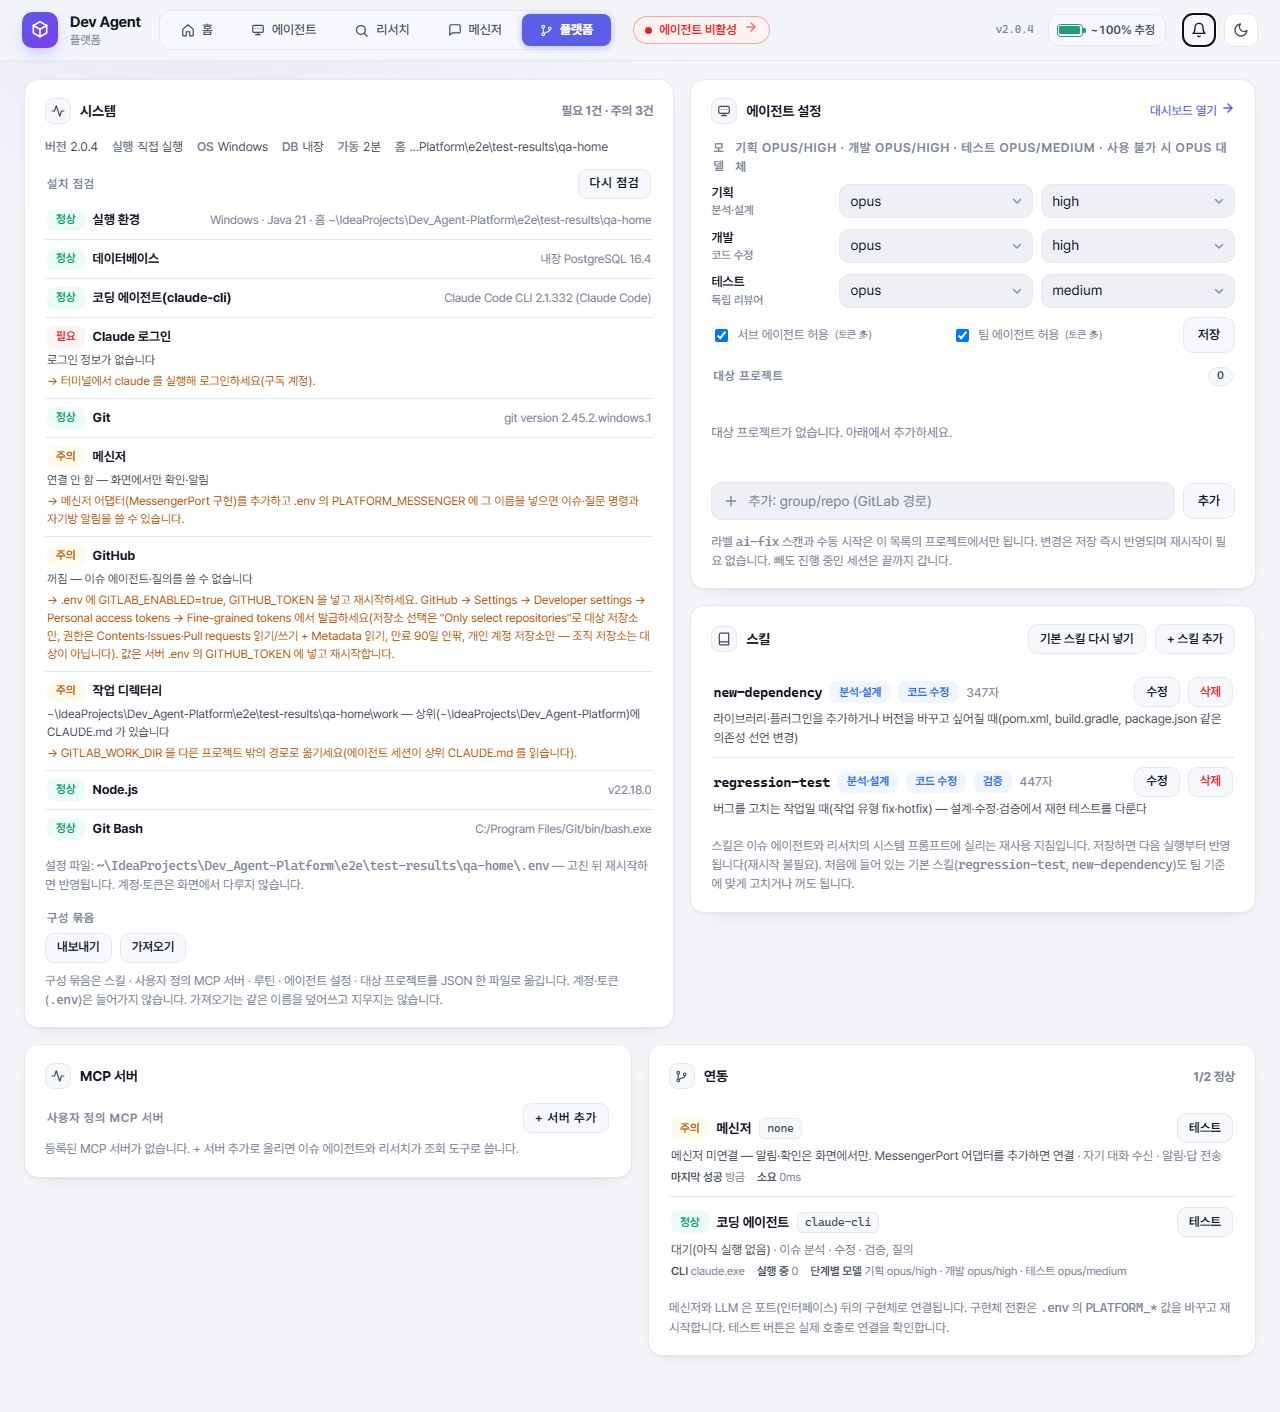 Dev Agent
플랫폼
홈
에이전트
리서치
메신저
플랫폼
에이전트 비활성 →
v2.0.4
~100% 추정
시스템
필요 1건 · 주의 3건
버전 2.0.4 실행 직접 실행 OS Windows DB 내장 가동 2분 홈 ...Platform\e2e\test-results\qa-home
설치 점검
다시 점검
정상 실행 환경 Windows · Java 21 · 홈 ~\IdeaProjects\Dev_Agent-Platform\e2e\test-results\qa-home
정상 데이터베이스 내장 PostgreSQL 16.4
정상 코딩 에이전트(claude-cli) Claude Code CLI 2.1.332 (Claude Code)
필요 Claude 로그인
로그인 정보가 없습니다
→ 터미널에서 claude 를 실행해 로그인하세요(구독 계정).
정상 Git git version 2.45.2.windows.1
주의 메신저
연결 안 함 — 화면에서만 확인·알림
→ 메신저 어댑터(MessengerPort 구현)를 추가하고 .env 의 PLATFORM_MESSENGER 에 그 이름을 넣으면 이슈·질문 명령과
자기방 알림을 쓸 수 있습니다.
주의 GitHub
꺼짐 — 이슈 에이전트·질의를 쓸 수 없습니다
→ .env 에 GITLAB_ENABLED=true, GITHUB_TOKEN 을 넣고 재시작하세요. GitHub → Settings → Developer settings →
Personal access tokens → Fine-grained tokens 에서 발급하세요(저장소 선택은 "Only select repositories"로 대상 저장소
만, 권한은 Contents·Issues·Pull requests 읽기/쓰기 + Metadata 읽기, 만료 90일 안팎, 개인 계정 저장소만 — 조직 저장소는 대
상이 아닙니다). 값은 서버 .env 의 GITHUB_TOKEN 에 넣고 재시작합니다.
주의 작업 디렉터리
~\IdeaProjects\Dev_Agent-Platform\e2e\test-results\qa-home\work — 상위(~\IdeaProjects\Dev_Agent-Platform)에
CLAUDE.md 가 있습니다
→ GITLAB_WORK_DIR 을 다른 프로젝트 밖의 경로로 옮기세요(에이전트 세션이 상위 CLAUDE.md 를 읽습니다).
정상 Node.js v22.18.0
정상 Git Bash C:/Program Files/Git/bin/bash.exe
설정 파일: ~\IdeaProjects\Dev_Agent-Platform\e2e\test-results\qa-home\.env — 고친 뒤 재시작하
면 반영됩니다. 계정·토큰은 화면에서 다루지 않습니다.
구성 묶음
내보내기
가져오기
구성 묶음은 스킬 · 사용자 정의 MCP 서버 · 루틴 · 에이전트 설정 · 대상 프로젝트를 JSON 한 파일로 옮깁니다. 계정·토큰
(.env)은 들어가지 않습니다. 가져오기는 같은 이름을 덮어쓰고 지우지는 않습니다.
에이전트 설정
대시보드 열기 →
모델 기획 OPUS/HIGH · 개발 OPUS/HIGH · 테스트 OPUS/MEDIUM · 사용 불가 시 OPUS 대
체
기획
분석·설계
opus
high
개발
코드 수정
opus
high
테스트
독립 리뷰어
opus
medium
서브 에이전트 허용 (토큰 多)
팀 에이전트 허용 (토큰 多)
저장
대상 프로젝트
0
대상 프로젝트가 없습니다. 아래에서 추가하세요.
추가: group/repo (GitLab 경로)
추가
라벨 ai-fix 스캔과 수동 시작은 이 목록의 프로젝트에서만 됩니다. 변경은 저장 즉시 반영되며 재시작이 필
요 없습니다. 빼도 진행 중인 세션은 끝까지 갑니다.
스킬
기본 스킬 다시 넣기
+ 스킬 추가
new-dependency 분석·설계 코드 수정 347자
수정
삭제
라이브러리·플러그인을 추가하거나 버전을 바꾸고 싶어질 때(pom.xml, build.gradle, package.json 같은
의존성 선언 변경)
regression-test 분석·설계 코드 수정 검증 447자
수정
삭제
버그를 고치는 작업일 때(작업 유형 fix·hotfix) — 설계·수정·검증에서 재현 테스트를 다룬다
스킬은 이슈 에이전트와 리서치의 시스템 프롬프트에 실리는 재사용 지침입니다. 저장하면 다음 실행부터 반영
됩니다(재시작 불필요). 처음에 들어 있는 기본 스킬(regression-test, new-dependency)도 팀 기준
에 맞게 고치거나 꺼도 됩니다.
MCP 서버
사용자 정의 MCP 서버
+ 서버 추가
등록된 MCP 서버가 없습니다. + 서버 추가로 올리면 이슈 에이전트와 리서치가 조회 도구로 씁니다.
연동
1/2 정상
주의 메신저 none
테스트
메신저 미연결 — 알림·확인은 화면에서만. MessengerPort 어댑터를 추가하면 연결 · 자기 대화 수신 · 알림·답 전송
마지막 성공 방금 소요 0ms
정상 코딩 에이전트 claude-cli
테스트
대기(아직 실행 없음) · 이슈 분석 · 수정 · 검증, 질의
CLI claude.exe 실행 중 0 단계별 모델 기획 opus/high · 개발 opus/high · 테스트 opus/medium
메신저와 LLM 은 포트(인터페이스) 뒤의 구현체로 연결됩니다. 구현체 전환은 .env 의 PLATFORM_* 값을 바꾸고 재
시작합니다. 테스트 버튼은 실제 호출로 연결을 확인합니다.